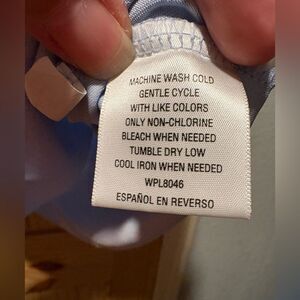 MACHINE WASH COLD
GENTLE CYCLE
WITH LIKE COLORS
ONLY NON-CHLORINE
BLEACH WHEN NEEDED
TUMBLE DRY LOW
COOL IRON WHEN NEEDED
WPL8046
ESPAÑOL EN REVERSO